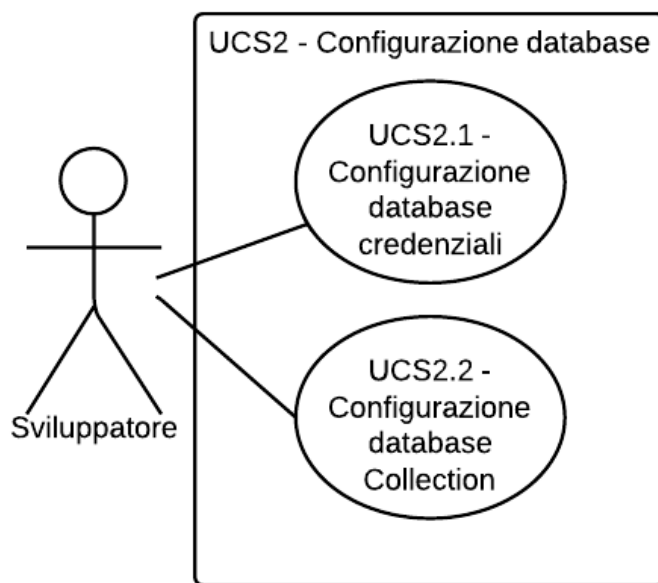 UCS2 - Configurazione database
UCS2.1 -
Configurazione
database
credenziali
UCS2.2 -
Configurazione
database
Collection
Sviluppatore